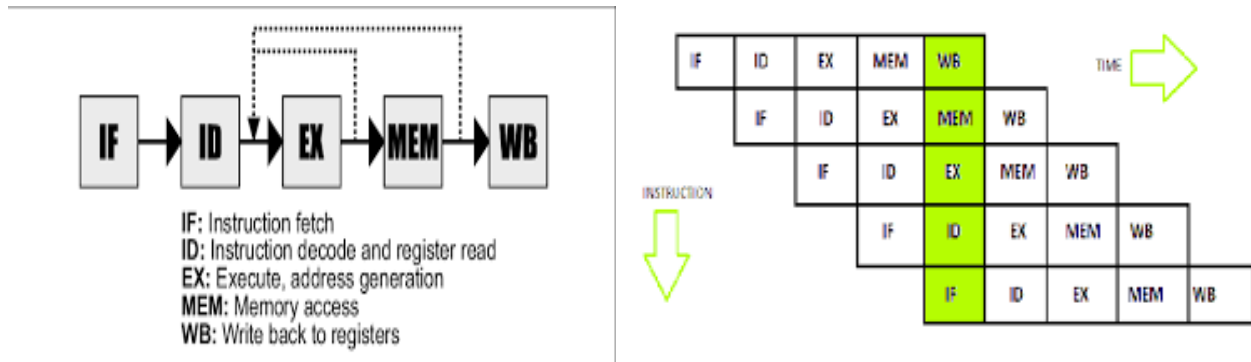 IF ID EX MEM WB
IF: Instruction fetch
ID: Instruction decode and register read
EX: Execute, address generation
MEM: Memory access
WB: Write back to registers
IF ID EX MEM WB
TIME
IF ID EX MEM WB
IF ID EX MEM WB
INSTRUCTION
IF ID EX MEM WB
IF ID EX MEM WB